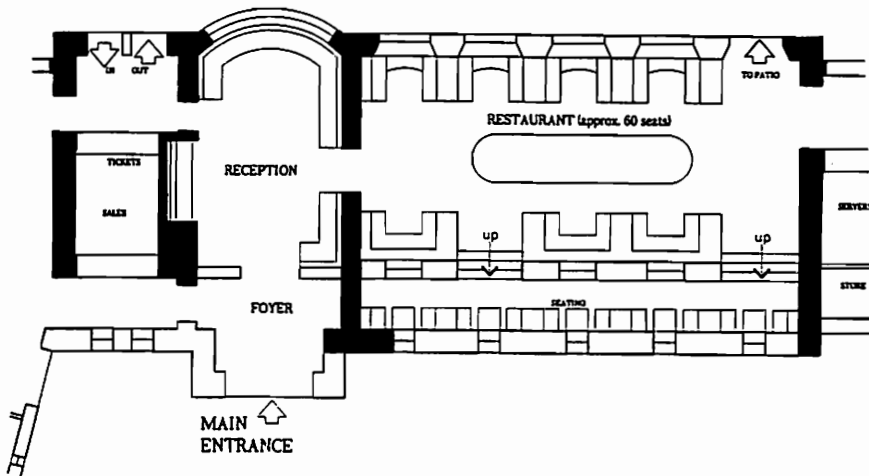 IN OUT
TO PATIO
RESTAURANT (approx. 60 seats)
TICKETS
RECEPTION
SALES
SERVERY
up
up
STORE
SEATING
FOYER
MAIN
ENTRANCE